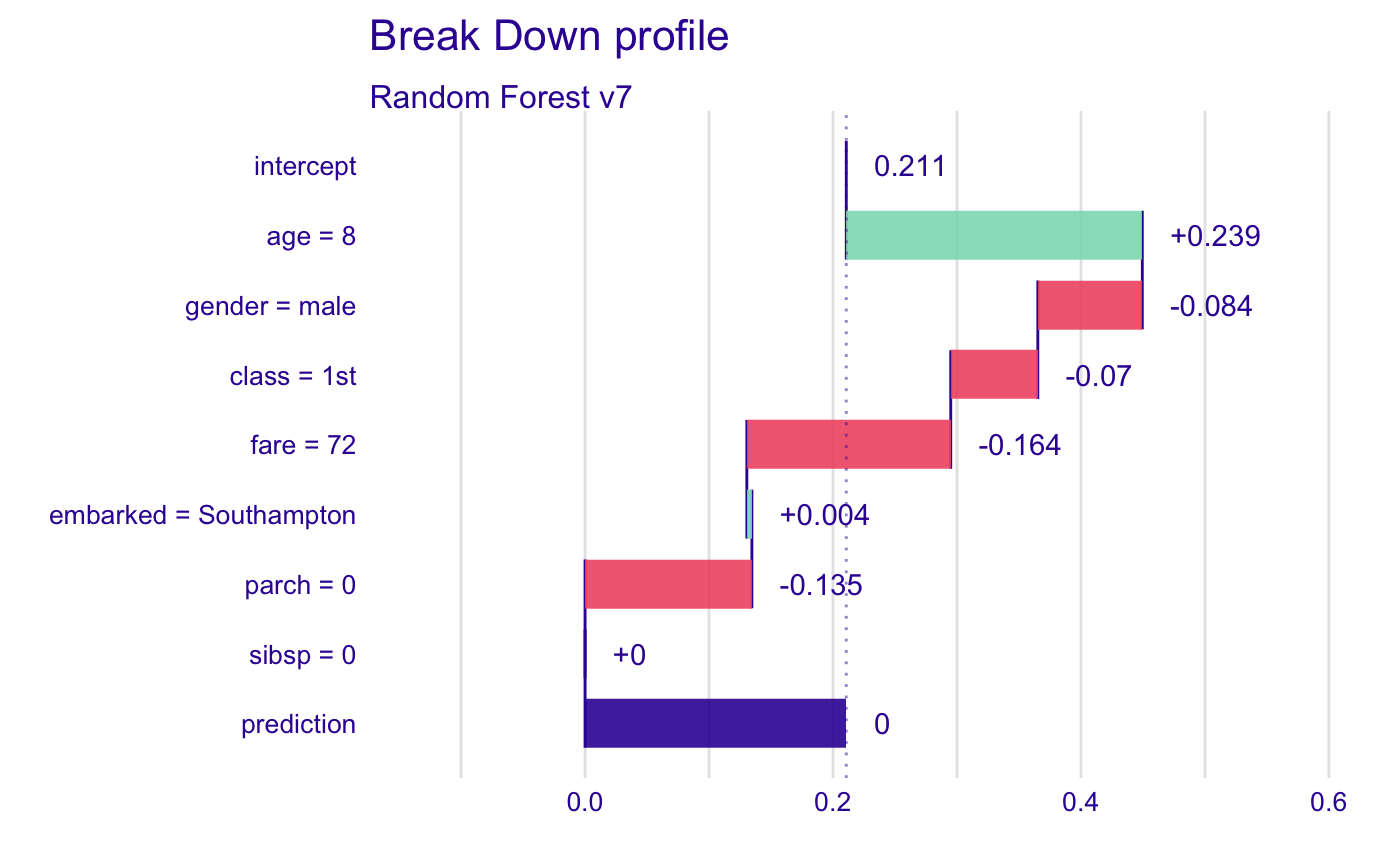 Break Down profile
Random Forest v7
intercept 0.211
age = 8 +0.239
gender = male -0.084
class = 1st -0.07
fare = 72 -0.164
embarked = Southampton +0.004
parch = 0 -0.135
sibsp = 0 +0
prediction 0
0.0 0.2 0.4 0.6